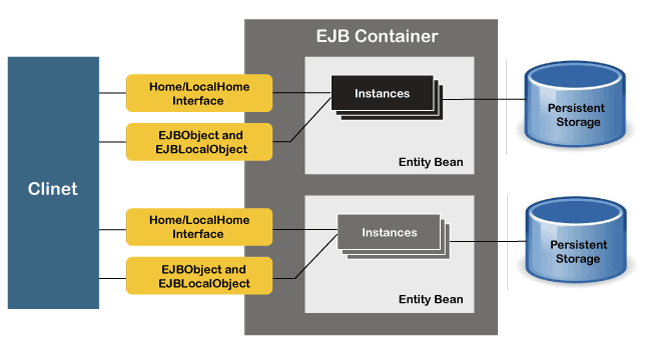 EJB Container
Clinet
Home/LocalHome
Interface
EJBObject and
EJBLocalObject
Instances
Entity Bean
Persistent
Storage
Home/LocalHome
Interface
EJBObject and
EJBLocalObject
Instances
Entity Bean
Persistent
Storage